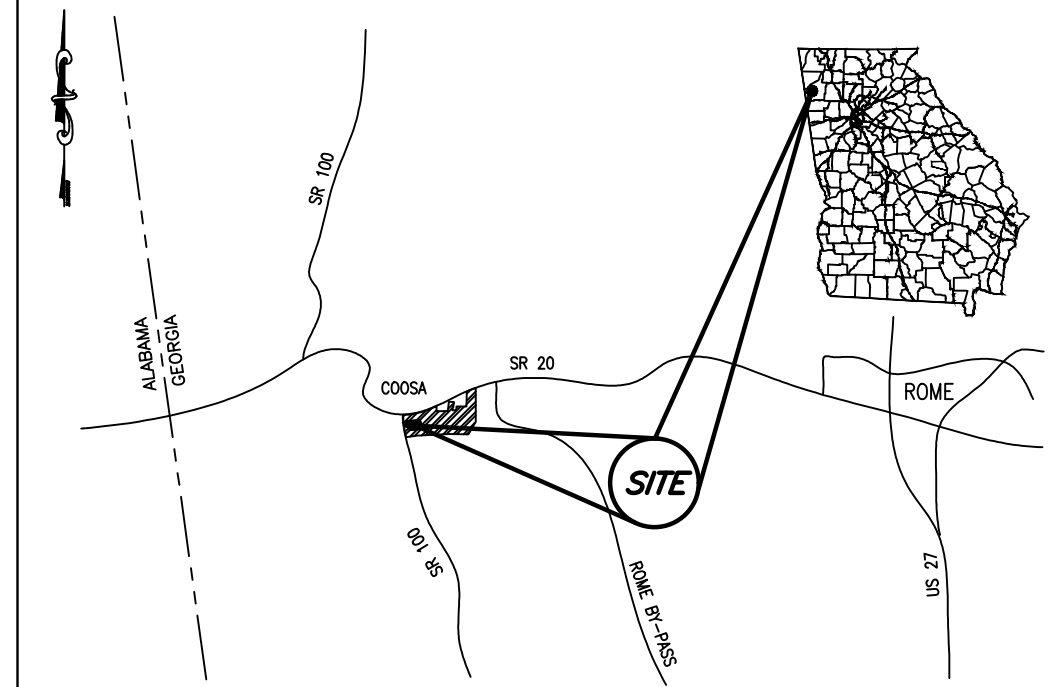 SR 100
ALABAMA
GEORGIA
COOSA
SR 20
ROME
SITE
SR 100
ROME BY-PASS
US 27